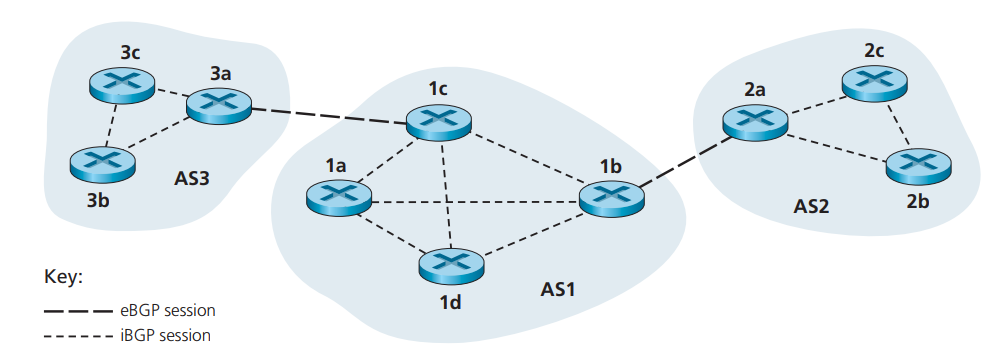 3c
3a
3b
AS3
1c
1a
1b
1d
AS1
2c
2a
2b
AS2
Key:
eBGP session
iBGP session